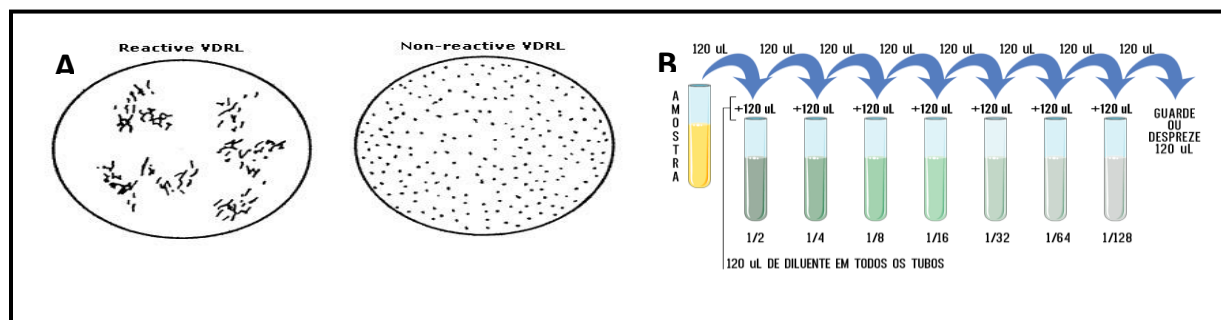 Reactive VDRL
Non-reactive VDRL
A
B
120 uL 120 uL 120 uL 120 uL 120 uL 120 uL 120 uL 120 uL
AMOSTRA
+120 uL +120 uL +120 uL +120 uL +120 uL +120 uL +120 uL
GUARDE
OU
DESPREZE
120 uL
1/2 1/4 1/8 1/16 1/32 1/64 1/128
120 uL DE DILUENTE EM TODOS OS TUBOS